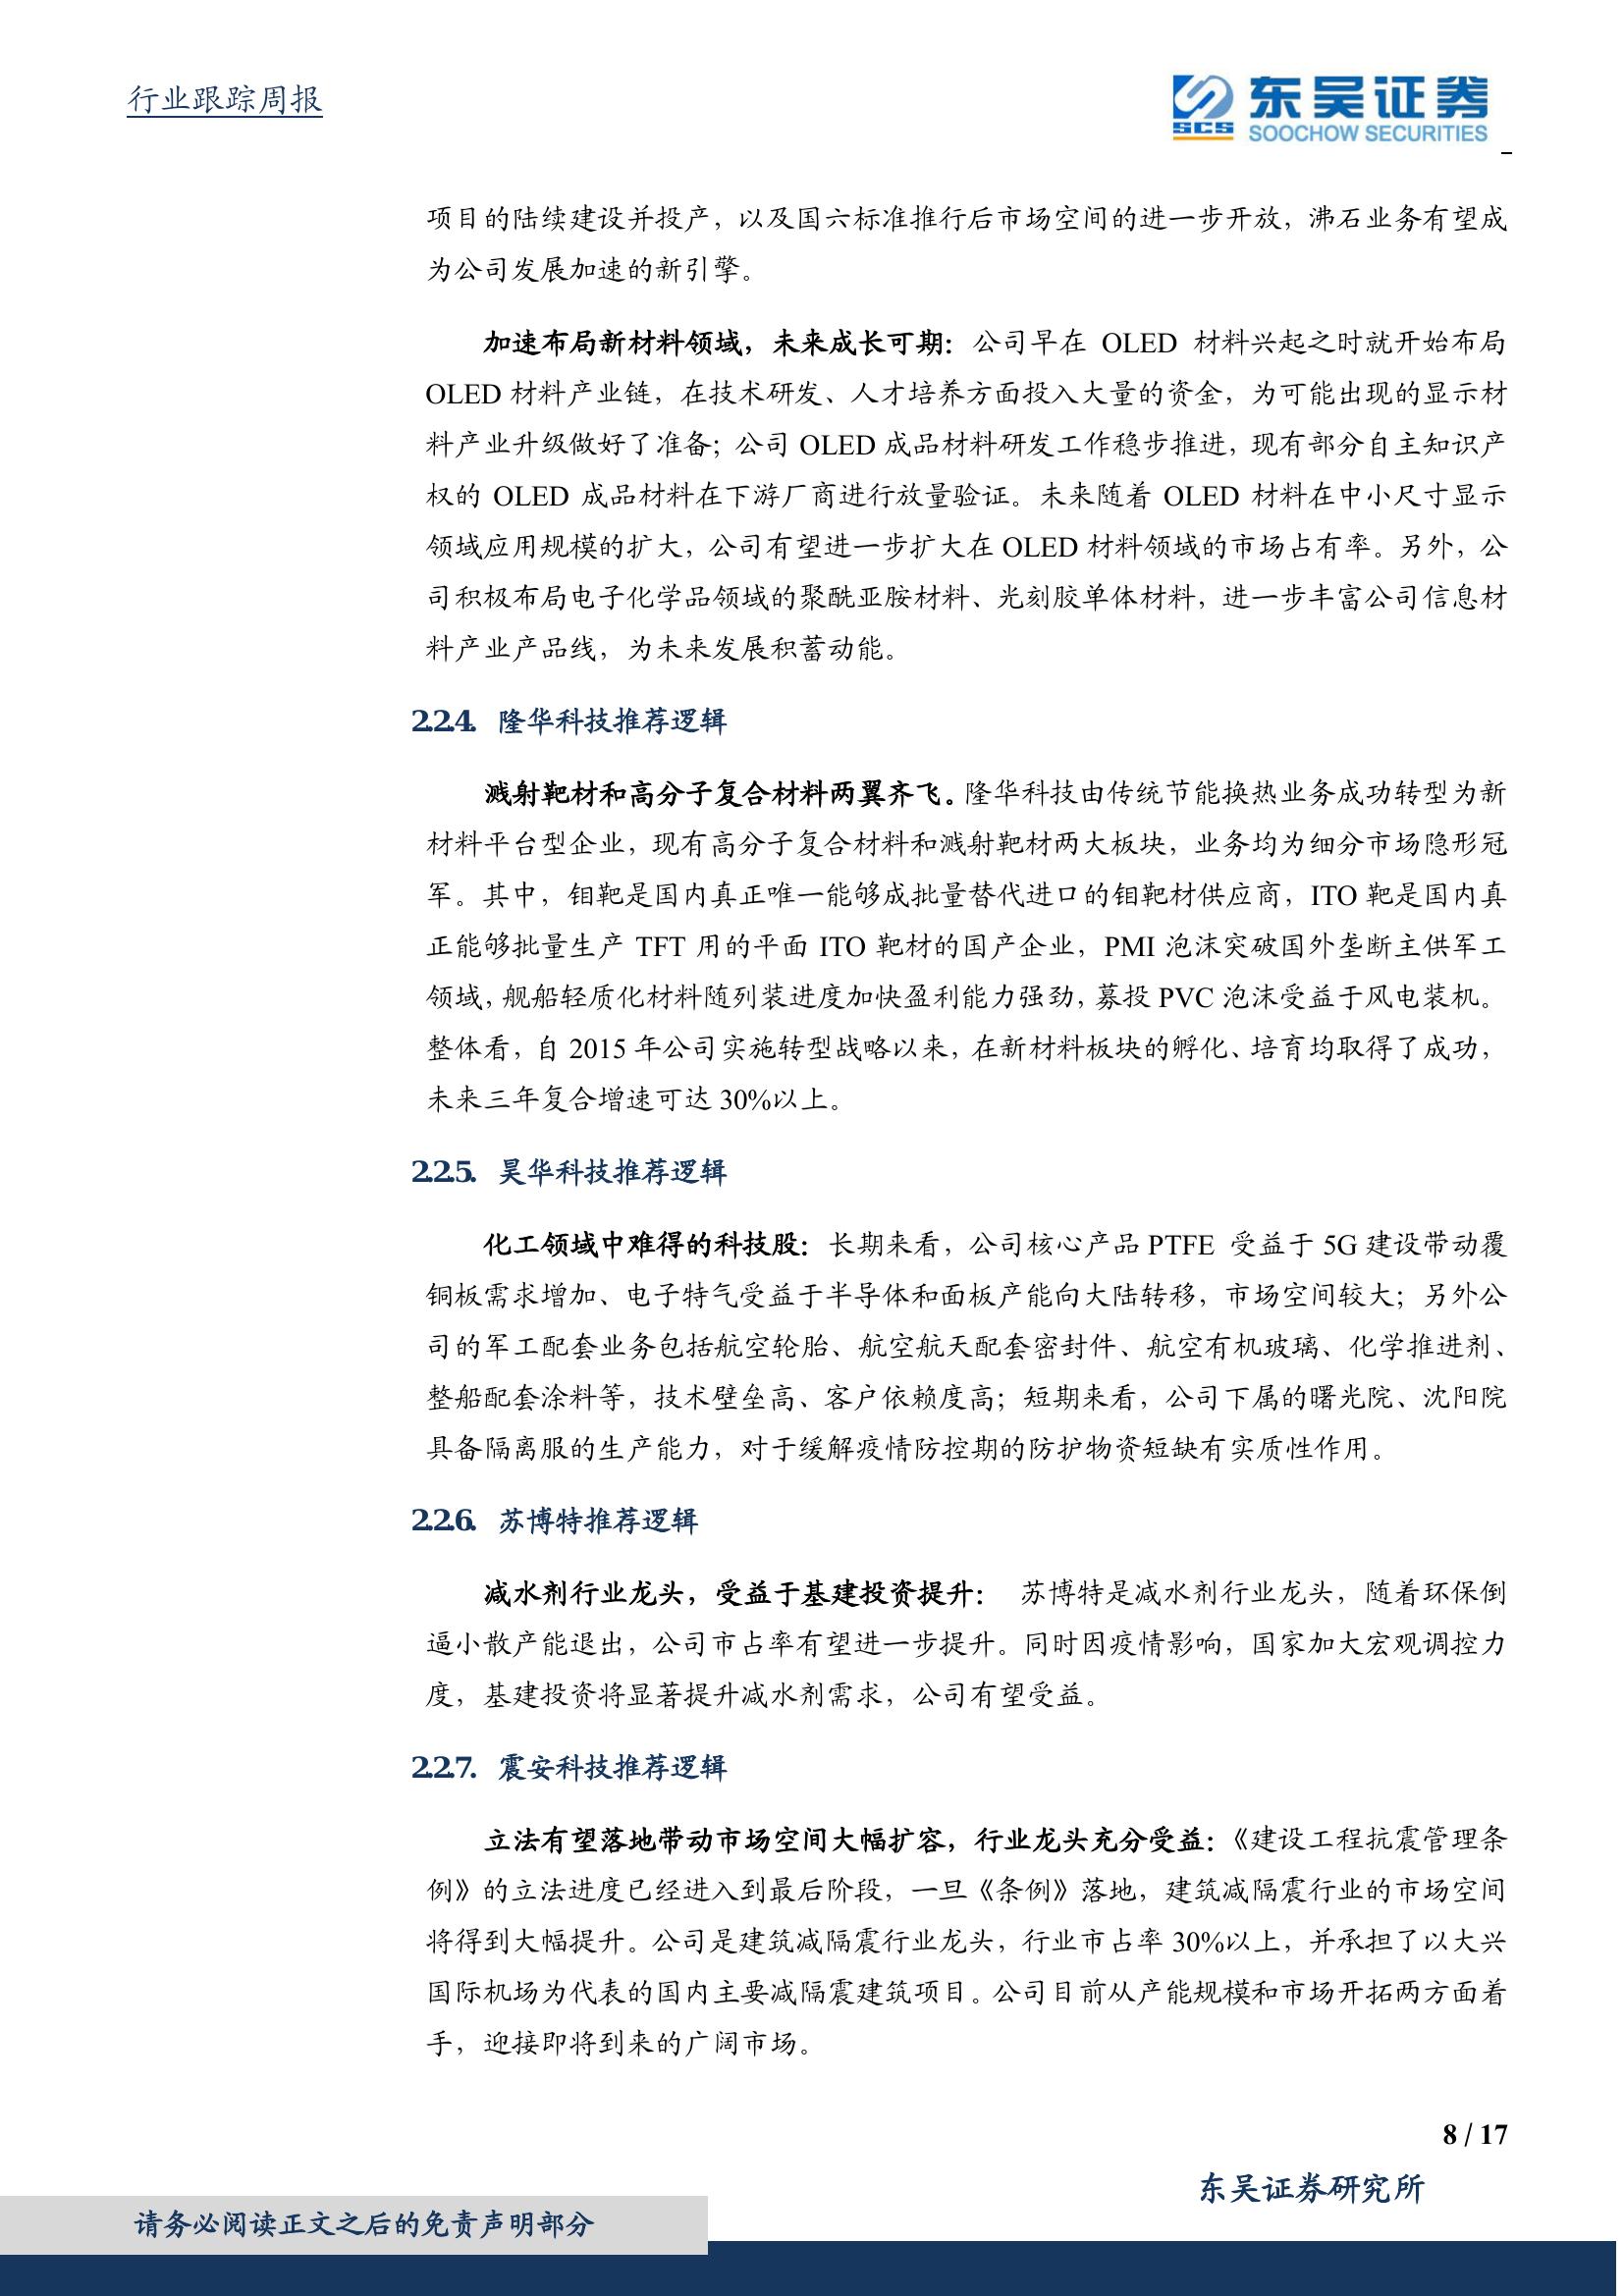 行业跟踪周报
东吴证券
SCS
SOOCHOW SECURITIES
项目的陆续建设并投产，以及国六标准推行后市场空间的进一步开放，沸石业务有望成
为公司发展加速的新引擎。
加速布局新材料领域，未来成长可期：公司早在 OLED 材料兴起之时就开始布局
OLED 材料产业链，在技术研发、人才培养方面投入大量的资金，为可能出现的显示材
料产业升级做好了准备；公司 OLED 成品材料研发工作稳步推进，现有部分自主知识产
权的 OLED 成品材料在下游厂商进行放量验证。未来随着 OLED 材料在中小尺寸显示
领域应用规模的扩大，公司有望进一步扩大在 OLED 材料领域的市场占有率。另外，公
司积极布局电子化学品领域的聚酰亚胺材料、光刻胶单体材料，进一步丰富公司信息材
料产业产品线，为未来发展积蓄动能。
2.2.4. 隆华科技推荐逻辑
溅射靶材和高分子复合材料两翼齐飞。隆华科技由传统节能换热业务成功转型为新
材料平台型企业，现有高分子复合材料和溅射靶材两大板块，业务均为细分市场隐形冠
军。其中，钼靶是国内真正唯一能够成批量替代进口的钼靶材供应商，ITO 靶是国内真
正能够批量生产 TFT 用的平面 ITO 靶材的国产企业，PMI 泡沫突破国外垄断主供军工
领域，舰船轻质化材料随列装进度加快盈利能力强劲，募投 PVC 泡沫受益于风电装机。
整体看，自 2015 年公司实施转型战略以来，在新材料板块的孵化、培育均取得了成功，
未来三年复合增速可达 30%以上。
2.2.5. 昊华科技推荐逻辑
化工领域中难得的科技股：长期来看，公司核心产品 PTFE 受益于 5G 建设带动覆
铜板需求增加、电子特气受益于半导体和面板产能向大陆转移，市场空间较大；另外公
司的军工配套业务包括航空轮胎、航空航天配套密封件、航空有机玻璃、化学推进剂、
整船配套涂料等，技术壁垒高、客户依赖度高；短期来看，公司下属的曙光院、沈阳院
具备隔离服的生产能力，对于缓解疫情防控期的防护物资短缺有实质性作用。
2.2.6. 苏博特推荐逻辑
减水剂行业龙头，受益于基建投资提升： 苏博特是减水剂行业龙头，随着环保倒
逼小散产能退出，公司市占率有望进一步提升。同时因疫情影响，国家加大宏观调控力
度，基建投资将显著提升减水剂需求，公司有望受益。
2.2.7. 震安科技推荐逻辑
立法有望落地带动市场空间大幅扩容，行业龙头充分受益：《建设工程抗震管理条
例》的立法进度已经进入到最后阶段，一旦《条例》落地，建筑减隔震行业的市场空间
将得到大幅提升。公司是建筑减隔震行业龙头，行业市占率 30%以上，并承担了以大兴
国际机场为代表的国内主要减隔震建筑项目。公司目前从产能规模和市场开拓两方面着
手，迎接即将到来的广阔市场。
8 / 17
东吴证券研究所
请务必阅读正文之后的免责声明部分